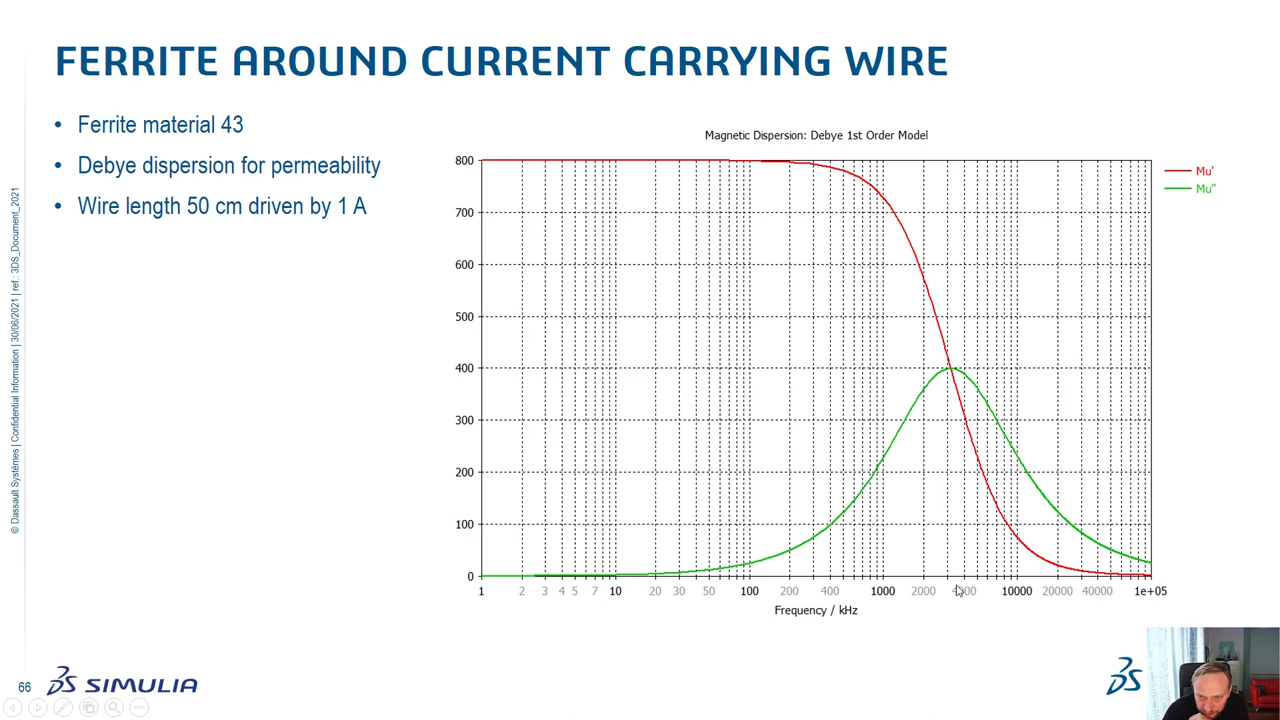 FERRITE AROUND CURRENT CARRYING WIRE
• Ferrite material 43
• Debye dispersion for permeability
• Wire length 50 cm driven by 1 A
Magnetic Dispersion: Debye 1st Order Model
800
700
600
500
400
300
200
100
0
1 2 3 4 5 7 10 20 30 50 100 200 400 1000 2000 4000 10000 20000 40000 1e+05
Frequency / kHz
Mu'
Mu"
© Dassault Systèmes | Confidential Information | 30/06/2021 | ref.: 3DS_Document_2021
66
SIMULIA